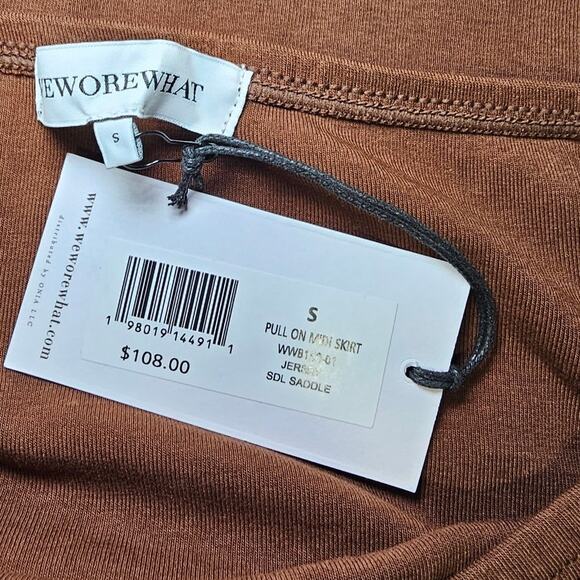 WEWOREWHAT
S
www.weworewhat.com
distributed by ONIA LLC
1 98019 14491 1
$108.00
S
PULL ON MIDI SKIRT
JERSEY
SDL SADDLE